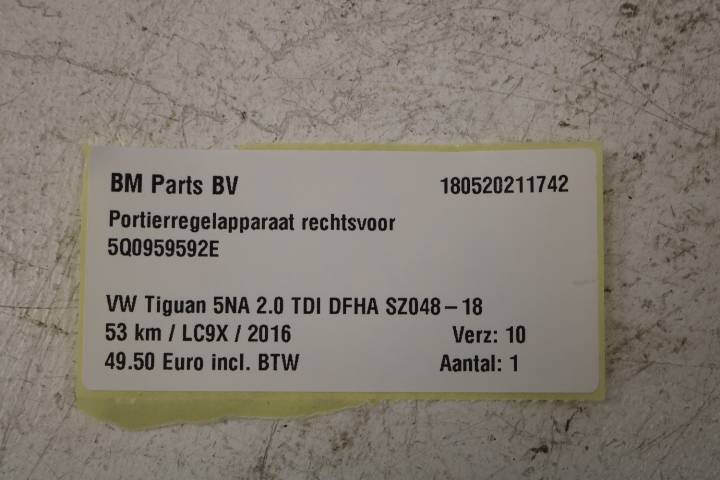 BM Parts BV 180520211742
Portierregelapparaat rechtsvoor
5Q0959592E
VW Tiguan 5NA 2.0 TDI DFHA SZ048-18
53 km / LC9X / 2016 Verz: 10
49.50 Euro incl. BTW Aantal: 1